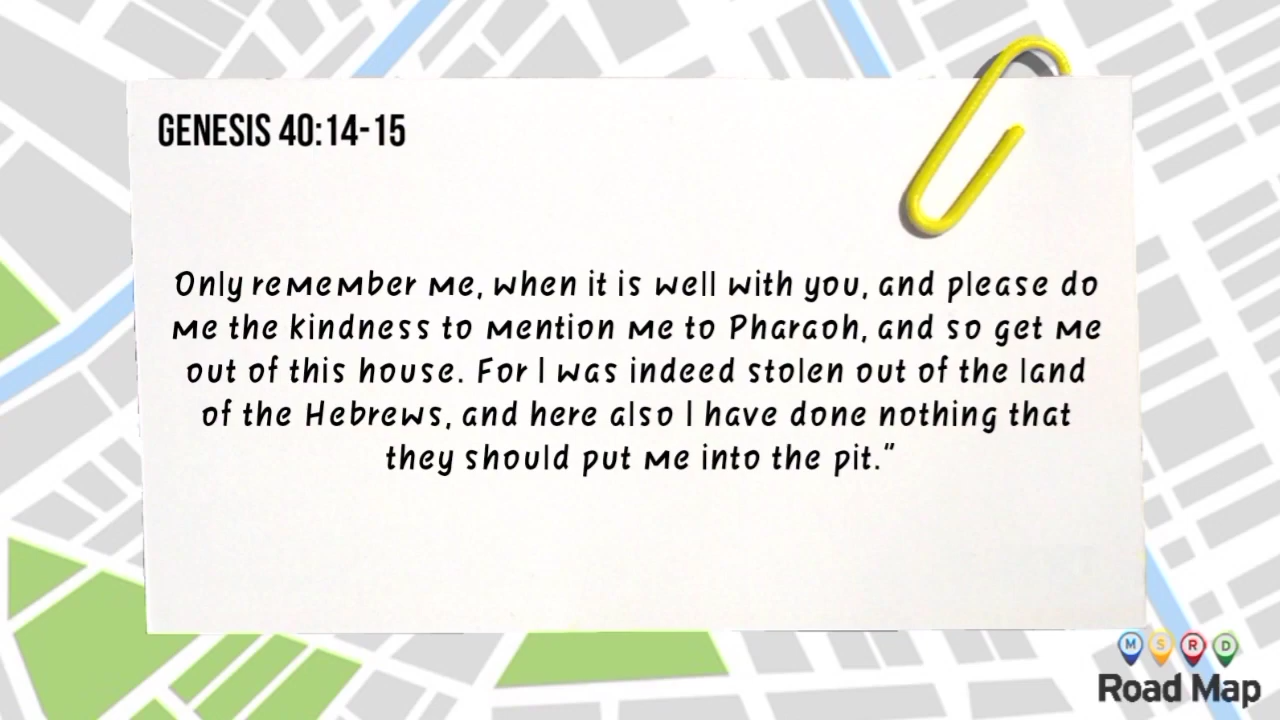 GENESIS 40:14-15
Only remember me, when it is well with you, and please do
me the kindness to mention me to Pharaoh, and so get me
out of this house. For I was indeed stolen out of the land
of the Hebrews, and here also I have done nothing that
they should put me into the pit.”
M S R D
Road Map